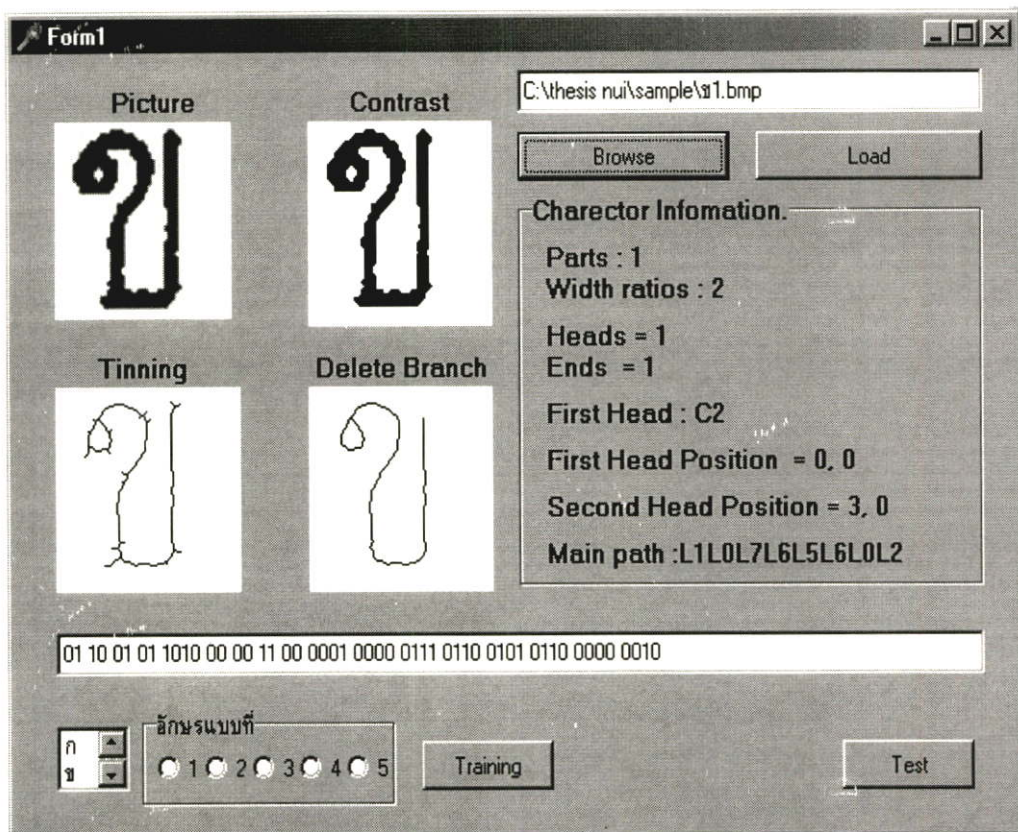 Form1
Picture
Contrast
C:\thesis nui\sample\ข1.bmp
Browse
Load
Charector Infomation.
Parts : 1
Width ratios : 2
Heads = 1
Ends = 1
First Head : C2
First Head Position = 0, 0
Second Head Position = 3, 0
Main path :L1L0L7L6L5L6L0L2
ข
ข
Tinning
Delete Branch
01 10 01 01 1010 00 00 11 00 0001 0000 0111 0110 0101 0110 0000 0010
ก
ข
อักษรแบบที่
1 2 3 4 5
Training
Test